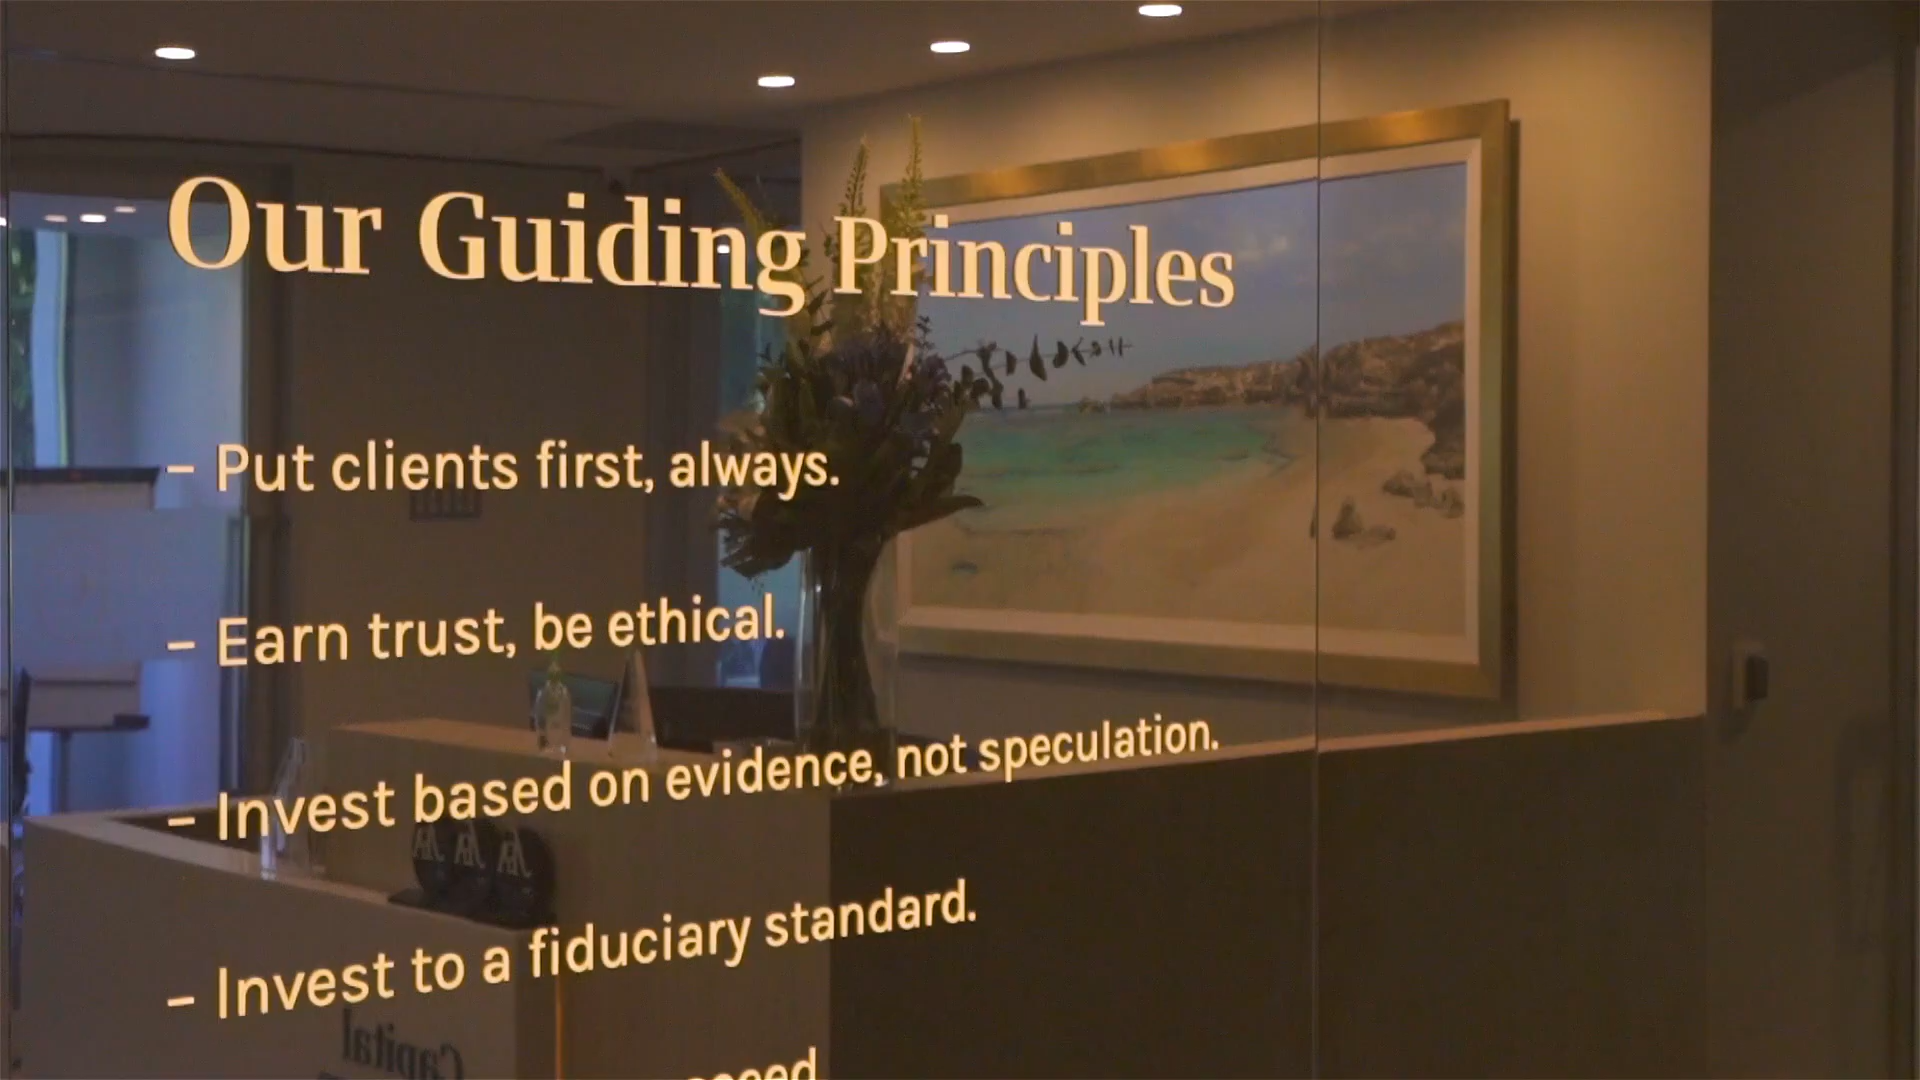 Our Guiding Principles
– Put clients first, always.
– Earn trust, be ethical.
– Invest based on evidence, not speculation.
– Invest to a fiduciary standard.
Capital